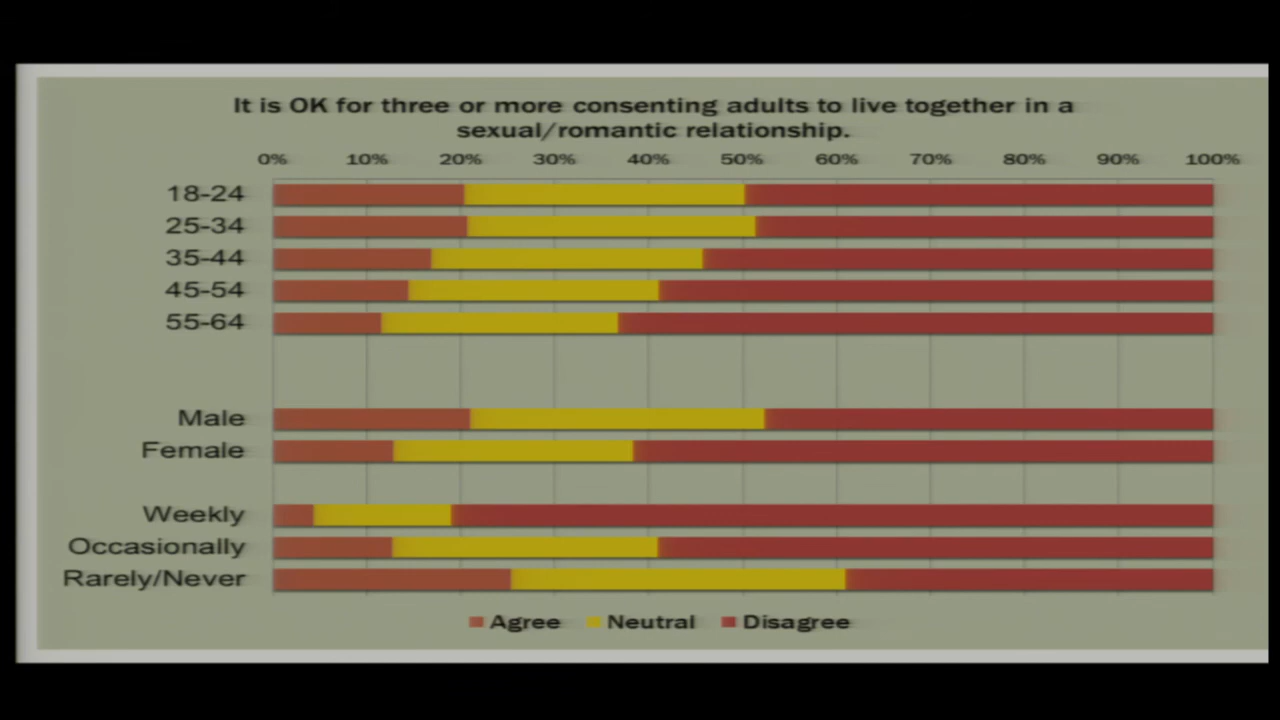 It is OK for three or more consenting adults to live together in a
sexual/romantic relationship.
0% 10% 20% 30% 40% 50% 60% 70% 80% 90% 100%
18-24
25-34
35-44
45-54
55-64
Male
Female
Weekly
Occasionally
Rarely/Never
Agree Neutral Disagree